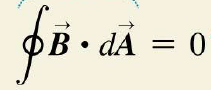 ∮ B⃗ • dA⃗ = 0